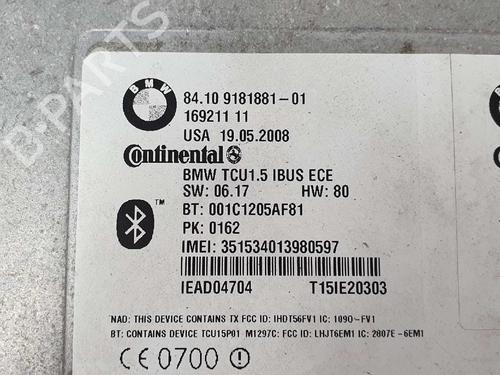 BMW
84.10 9181881-01
169211 11
USA 19.05.2008
Continental
BMW TCU1.5 IBUS ECE
SW: 06.17 HW: 80
BT: 001C1205AF81
TM
PK: 0162
IMEI: 351534013980597
IEAD04704 T15IE20303
NAD: THIS DEVICE CONTAINS TX FCC ID: IHDT56FV1 IC: 1090-FV1
BT: CONTAINS DEVICE TCU15P01 M1297C: FCC ID: LHJT6EM1 IC: 2807E-6EM1
CE0700
B-PARTS